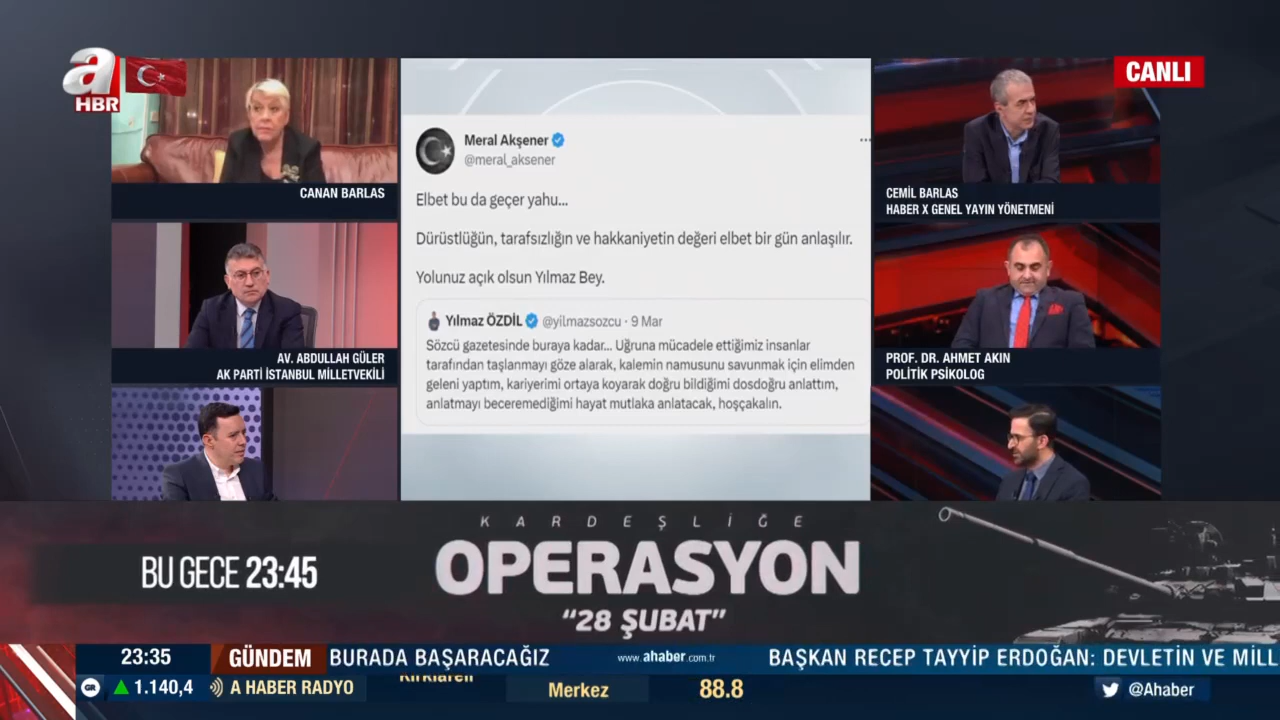 a
HBR
CANLI
CANAN BARLAS
AV. ABDULLAH GÜLER
AK PARTİ İSTANBUL MİLLETVEKİLİ
Meral Akşener
@meral_aksener
Elbet bu da geçer yahu...
Dürüstlüğün, tarafsızlığın ve hakkaniyetin değeri elbet bir gün anlaşılır.
Yolunuz açık olsun Yılmaz Bey.
Yılmaz ÖZDİL @yilmazsozcu · 9 Mar
Sözcü gazetesinde buraya kadar... Uğruna mücadele ettiğimiz insanlar
tarafından taşlanmayı göze alarak, kalemin namusunu savunmak için elimden
geleni yaptım, kariyerimi ortaya koyarak doğru bildiğimi dosdoğru anlattım,
anlatmayı beceremediğimi hayat mutlaka anlatacak, hoşçakalın.
CEMİL BARLAS
HABER X GENEL YAYIN YÖNETMENİ
PROF. DR. AHMET AKIN
POLİTİK PSİKOLOG
BU GECE 23:45
KARDEŞLİĞE
OPERASYON
“28 ŞUBAT”
23:35
GÜNDEM
BURADA BAŞARACAĞIZ
www.ahaber.com.tr
BAŞKAN RECEP TAYYİP ERDOĞAN: DEVLETİN VE MİLL
GR
1.140,4
A HABER RADYO
Kırklareli
Merkez
88.8
@Ahaber